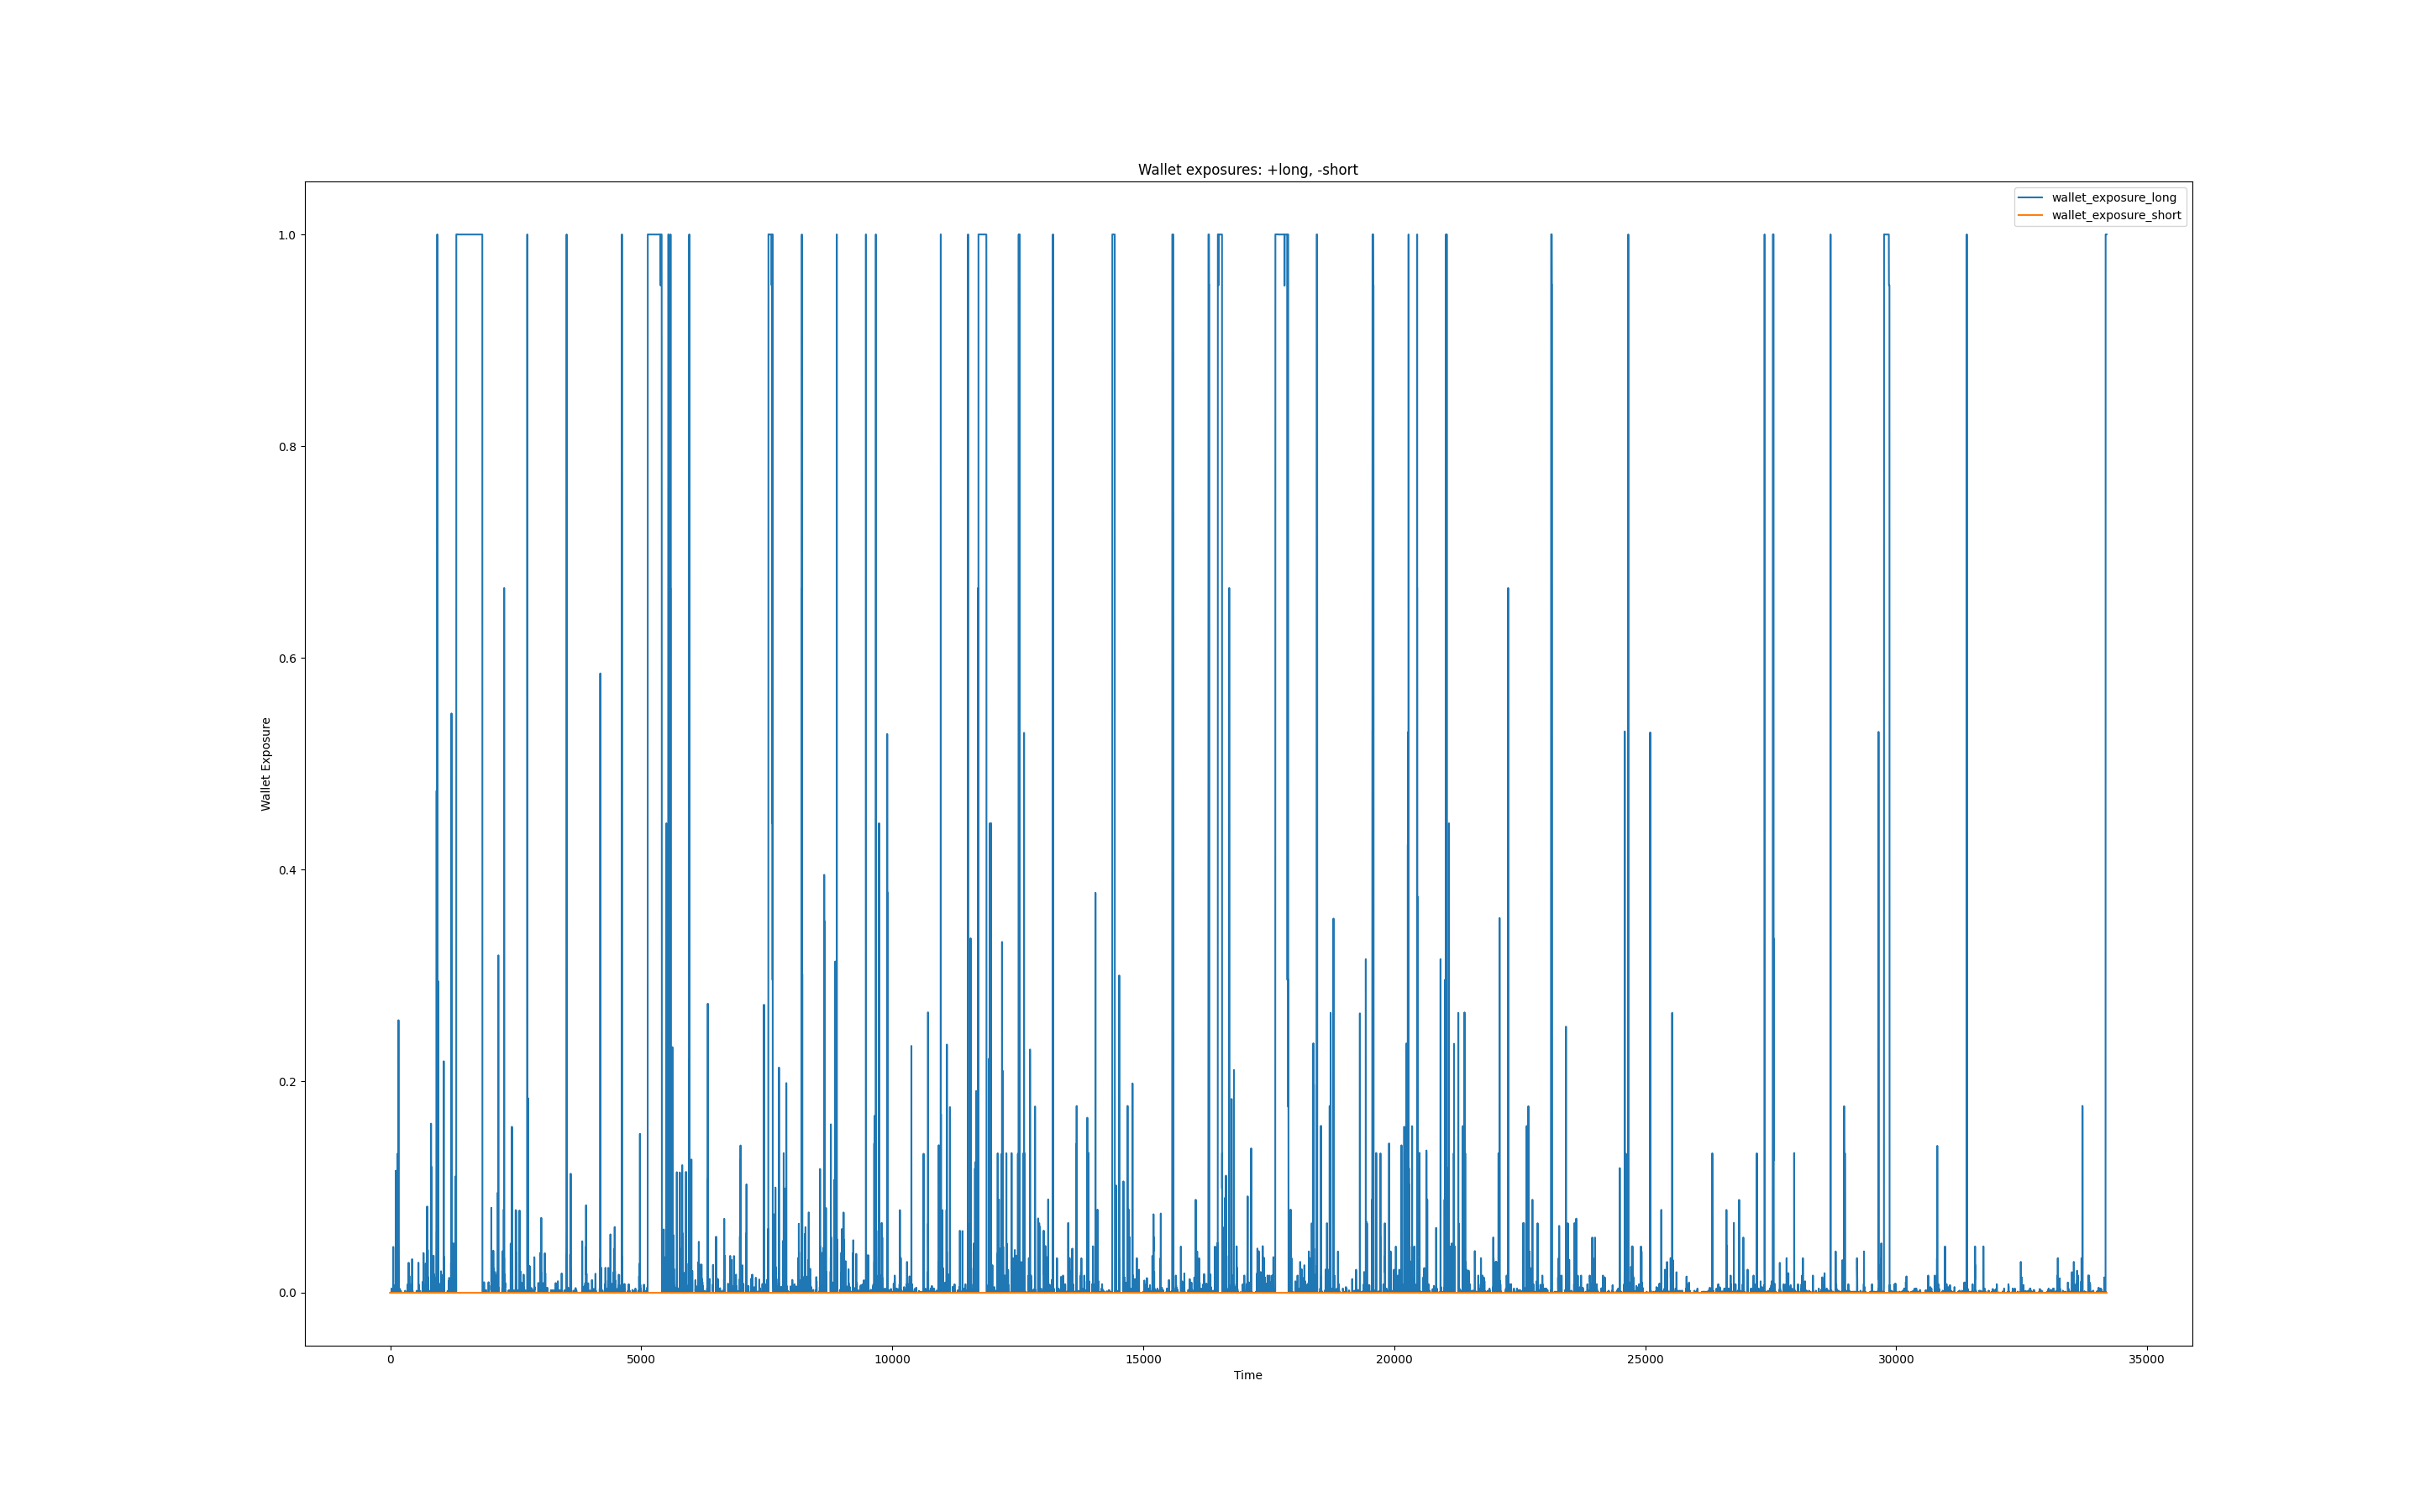 Wallet exposures: +long, -short
wallet_exposure_long
wallet_exposure_short
1.0
0.8
0.6
0.4
0.2
0.0
Wallet Exposure
0 5000 10000 15000 20000 25000 30000 35000
Time